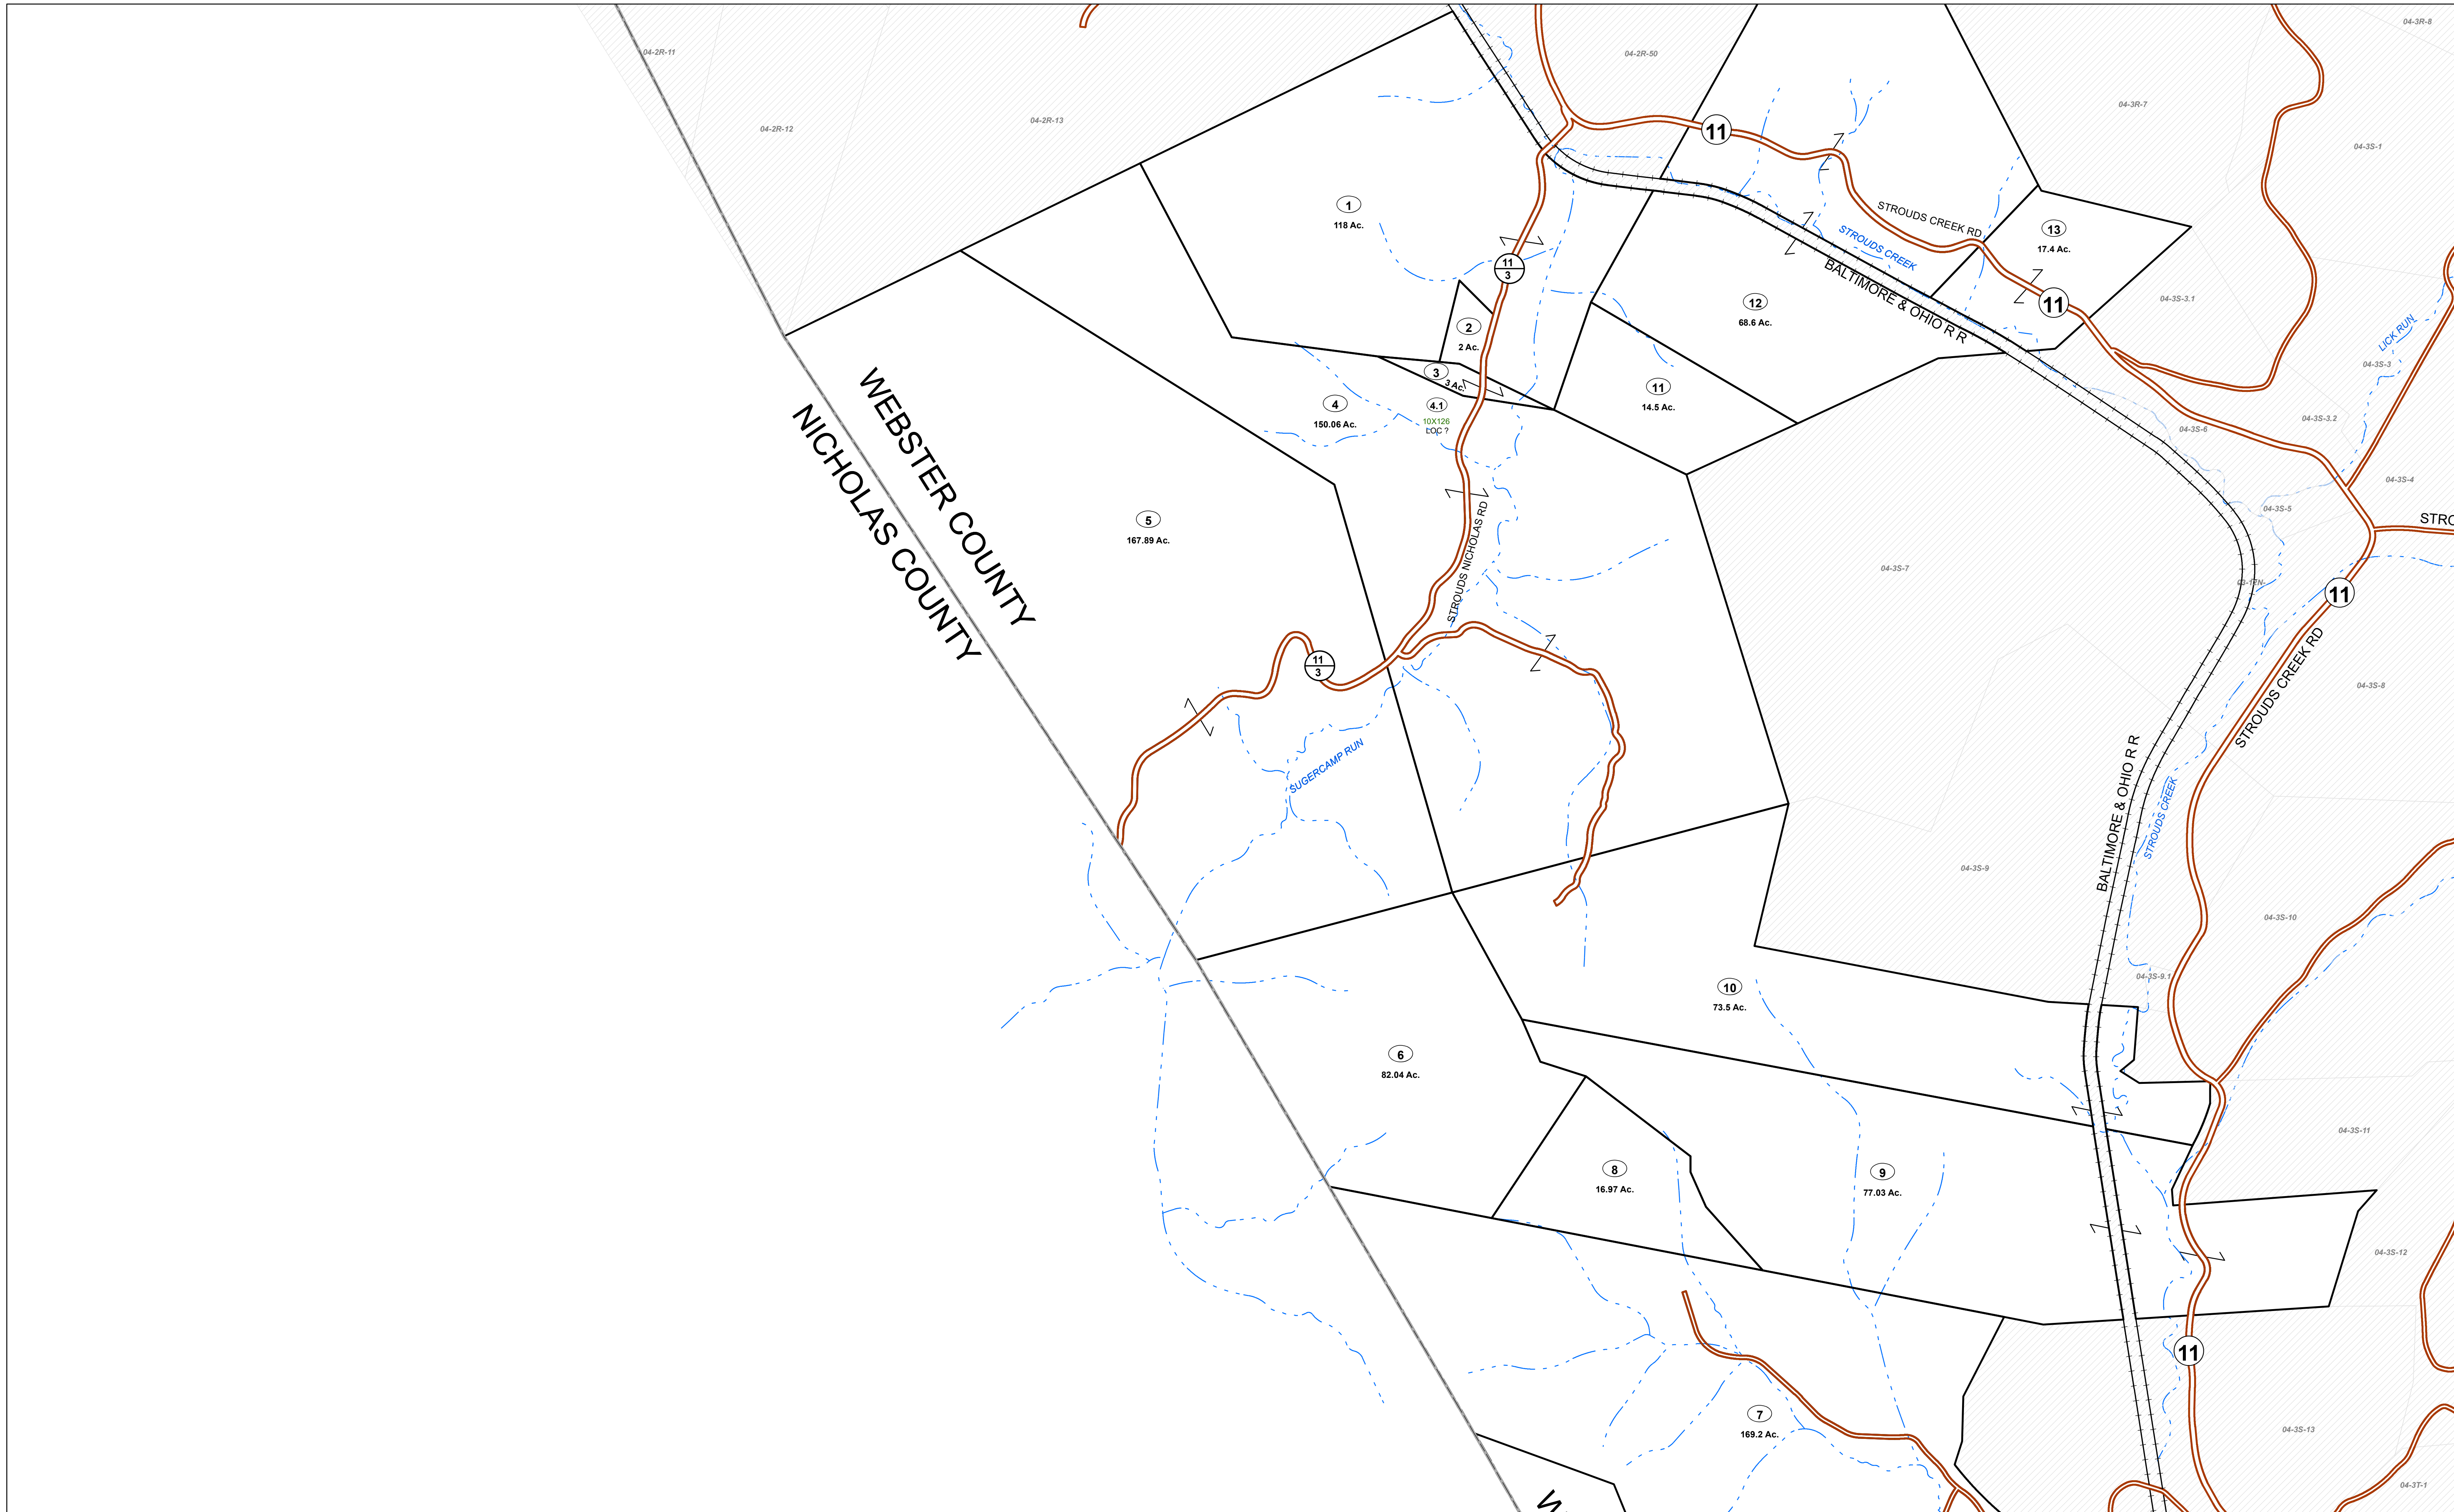 04-3R-8
04-2R-11
04-2R-50
04-3R-7
04-2R-13
04-2R-12
11
04-3S-1
1
118 Ac.
STROUDS CREEK RD
13
17.4 Ac.
STROUDS CREEK
11
3
BALTIMORE & OHIO R R
12
68.6 Ac.
11
04-3S-3.1
2
2 Ac.
LICK RUN
04-3S-3
3
3 Ac.
11
14.5 Ac.
4
150.06 Ac.
4.1
10X126
LOC ?
04-3S-3.2
04-3S-6
04-3S-4
WEBSTER COUNTY
NICHOLAS COUNTY
5
167.89 Ac.
04-3S-5
STRO
STROUDS NICHOLAS RD
04-3S-7
11
11
3
STROUDS CREEK RD
04-3S-8
SUGERCAMP RUN
BALTIMORE & OHIO R R
STROUDS CREEK
04-3S-9
04-3S-10
04-3S-9.1
10
73.5 Ac.
6
82.04 Ac.
04-3S-11
8
16.97 Ac.
9
77.03 Ac.
04-3S-12
11
7
169.2 Ac.
04-3S-13
04-3T-1
W